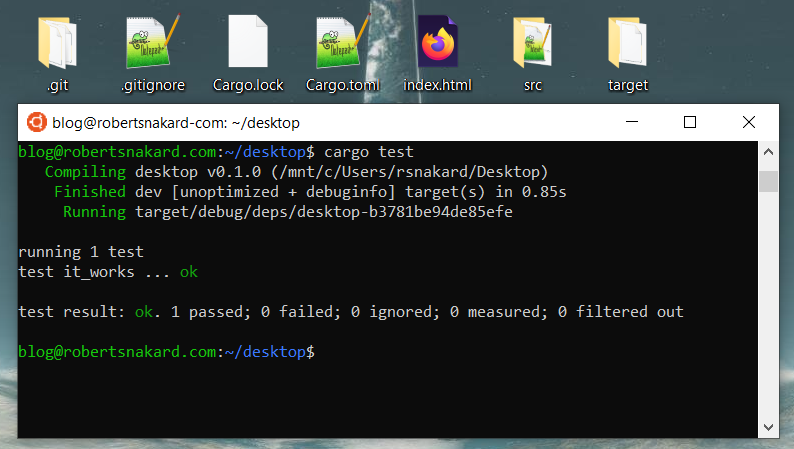 .git .gitignore Cargo.lock Cargo.toml index.html src target
blog@robertsnakard-com: ~/desktop
blog@robertsnakard.com:~/desktop$ cargo test
Compiling desktop v0.1.0 (/mnt/c/Users/rsnakard/Desktop)
Finished dev [unoptimized + debuginfo] target(s) in 0.85s
Running target/debug/deps/desktop-b3781be94de85efe
running 1 test
test it_works ... ok
test result: ok. 1 passed; 0 failed; 0 ignored; 0 measured; 0 filtered out
blog@robertsnakard.com:~/desktop$